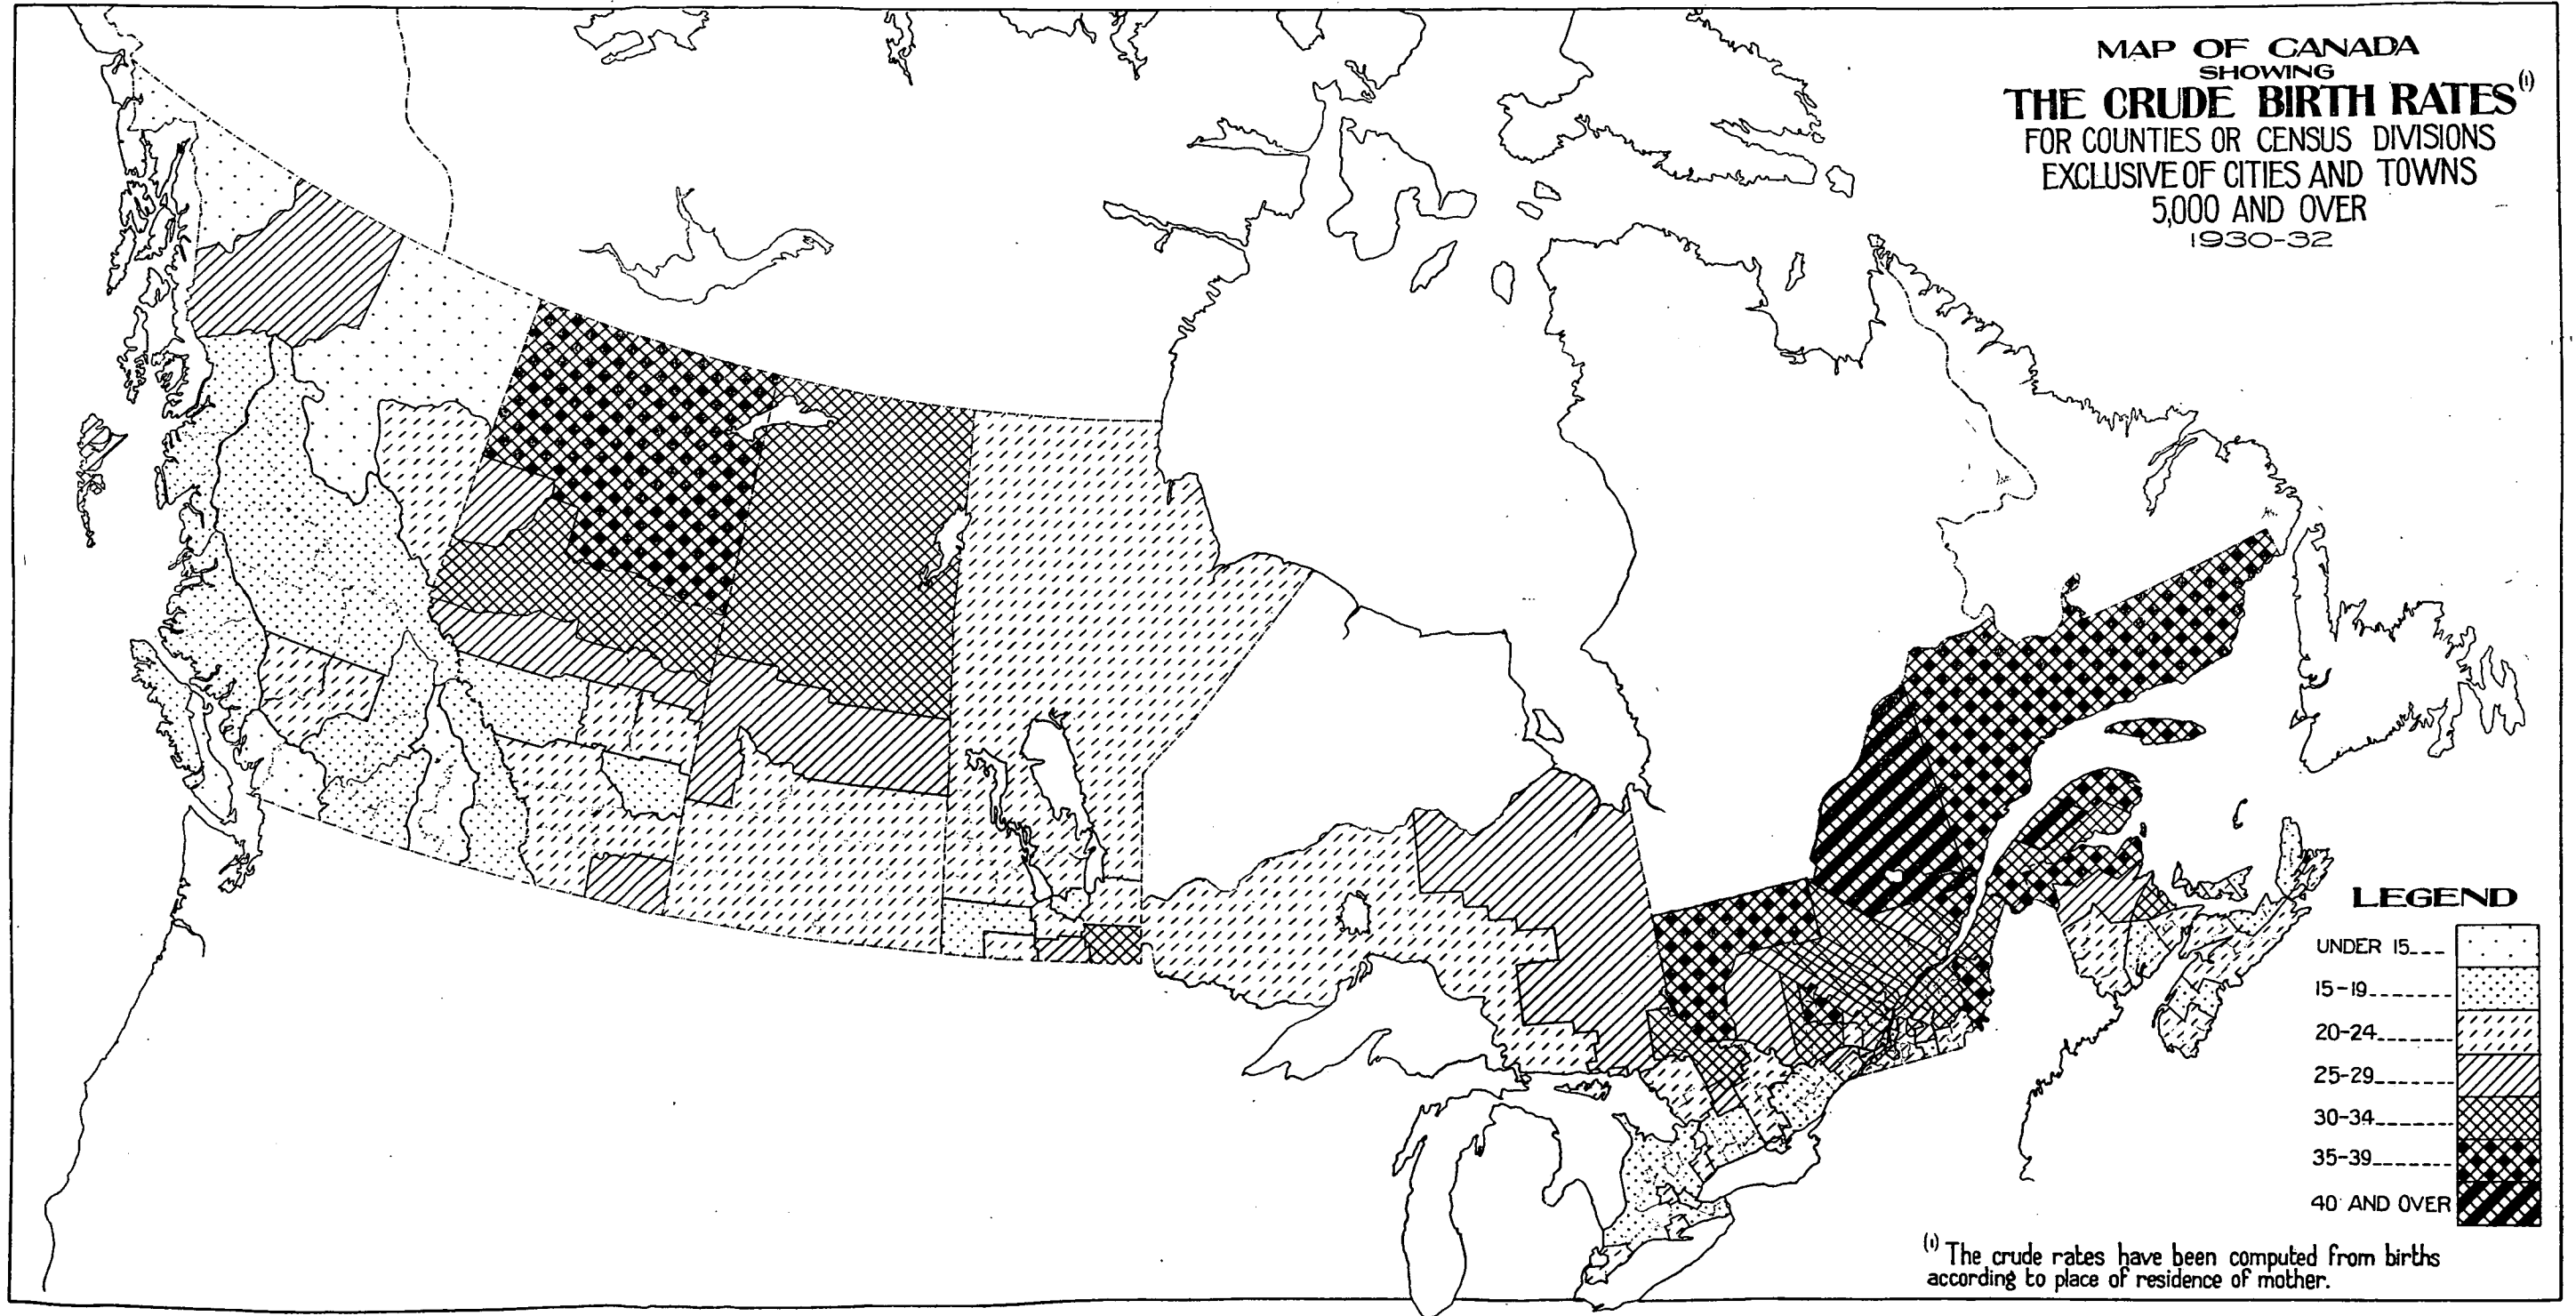 MAP OF CANADA
SHOWING
THE CRUDE BIRTH RATES(1)
FOR COUNTIES OR CENSUS DIVISIONS
EXCLUSIVE OF CITIES AND TOWNS
5,000 AND OVER
1930-32
LEGEND
UNDER 15---
15-19-------
20-24-------
25-29-------
30-34-------
35-39-------
40 AND OVER
(1) The crude rates have been computed from births
according to place of residence of mother.